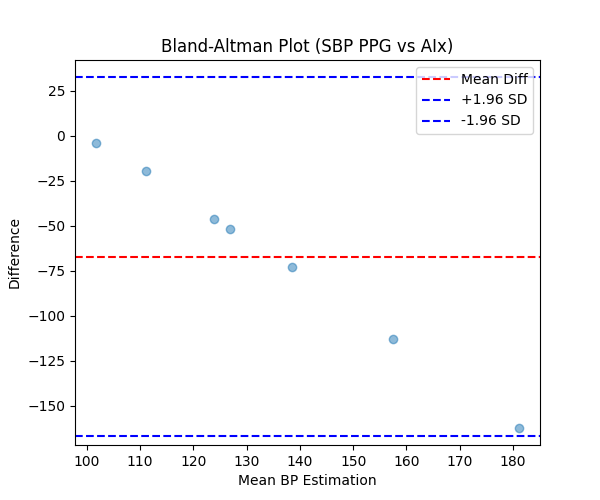 Bland-Altman Plot (SBP PPG vs AIx)
Mean Diff
+1.96 SD
-1.96 SD
25
0
−25
−50
−75
−100
−125
−150
Difference
100 110 120 130 140 150 160 170 180
Mean BP Estimation